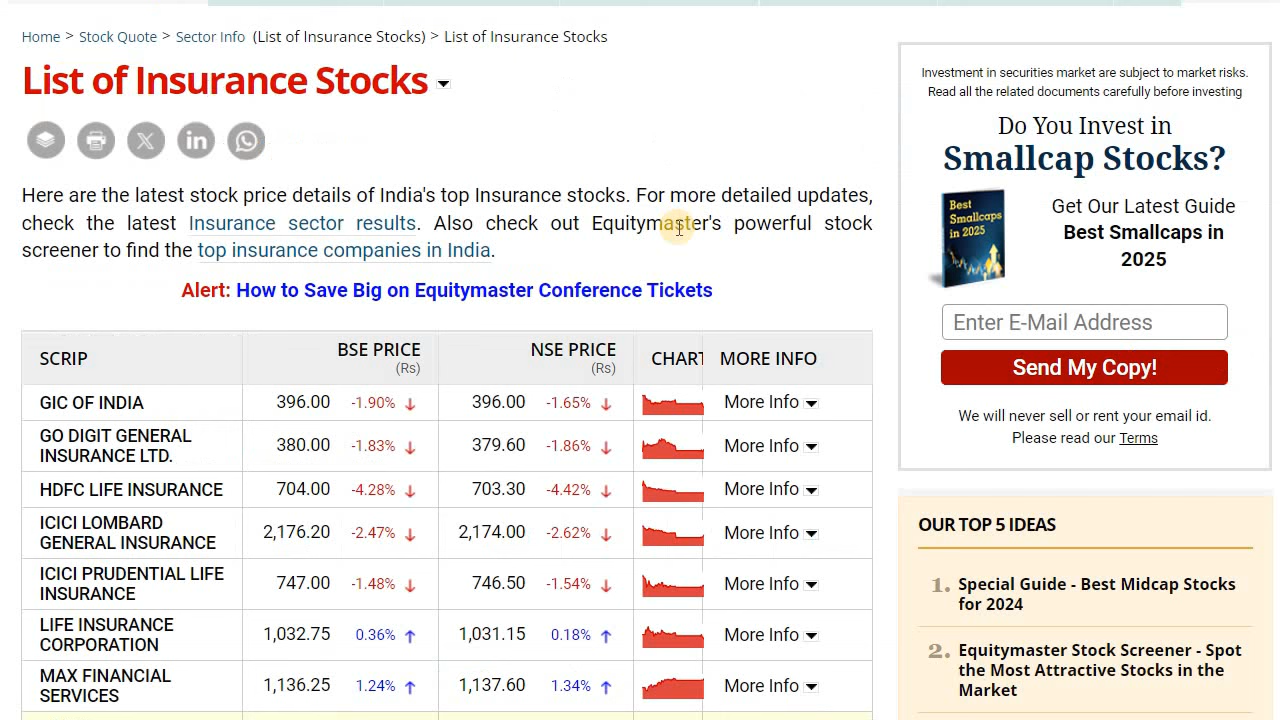 Home > Stock Quote > Sector Info (List of Insurance Stocks) > List of Insurance Stocks
List of Insurance Stocks
Here are the latest stock price details of India's top Insurance stocks. For more detailed updates,
check the latest Insurance sector results. Also check out Equitymaster's powerful stock
screener to find the top insurance companies in India.
Alert: How to Save Big on Equitymaster Conference Tickets
SCRIP BSE PRICE (Rs) NSE PRICE (Rs) CHART MORE INFO
GIC OF INDIA 396.00 -1.90% ↓ 396.00 -1.65% ↓ More Info
GO DIGIT GENERAL
INSURANCE LTD. 380.00 -1.83% ↓ 379.60 -1.86% ↓ More Info
HDFC LIFE INSURANCE 704.00 -4.28% ↓ 703.30 -4.42% ↓ More Info
ICICI LOMBARD
GENERAL INSURANCE 2,176.20 -2.47% ↓ 2,174.00 -2.62% ↓ More Info
ICICI PRUDENTIAL LIFE
INSURANCE 747.00 -1.48% ↓ 746.50 -1.54% ↓ More Info
LIFE INSURANCE
CORPORATION 1,032.75 0.36% ↑ 1,031.15 0.18% ↑ More Info
MAX FINANCIAL
SERVICES 1,136.25 1.24% ↑ 1,137.60 1.34% ↑ More Info
Investment in securities market are subject to market risks.
Read all the related documents carefully before investing
Do You Invest in
Smallcap Stocks?
Best
Smallcaps
in 2025
Get Our Latest Guide
Best Smallcaps in
2025
Enter E-Mail Address
Send My Copy!
We will never sell or rent your email id.
Please read our Terms
OUR TOP 5 IDEAS
1. Special Guide - Best Midcap Stocks
for 2024
2. Equitymaster Stock Screener - Spot
the Most Attractive Stocks in the
Market